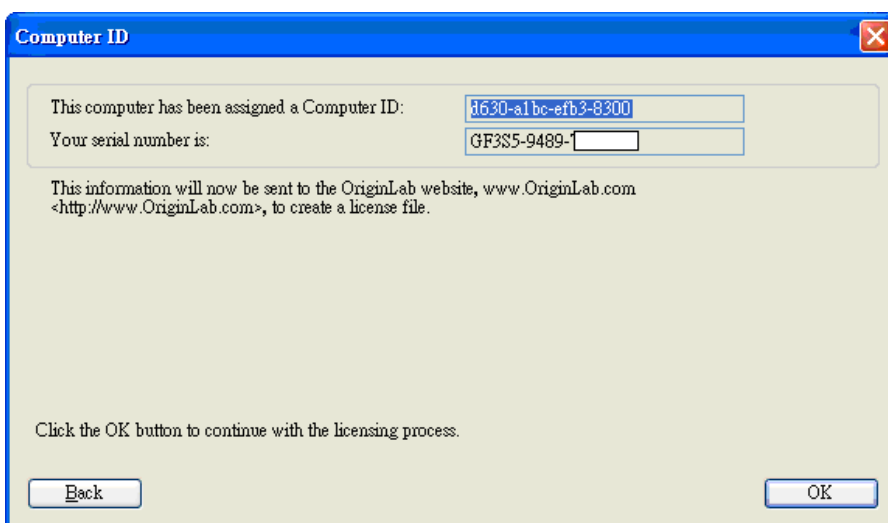 Computer ID
This computer has been assigned a Computer ID: d630-a1bc-efb3-8300
Your serial number is: GF3S5-9489-
This information will now be sent to the OriginLab website, www.OriginLab.com
<http://www.OriginLab.com>, to create a license file.
Click the OK button to continue with the licensing process.
Back OK